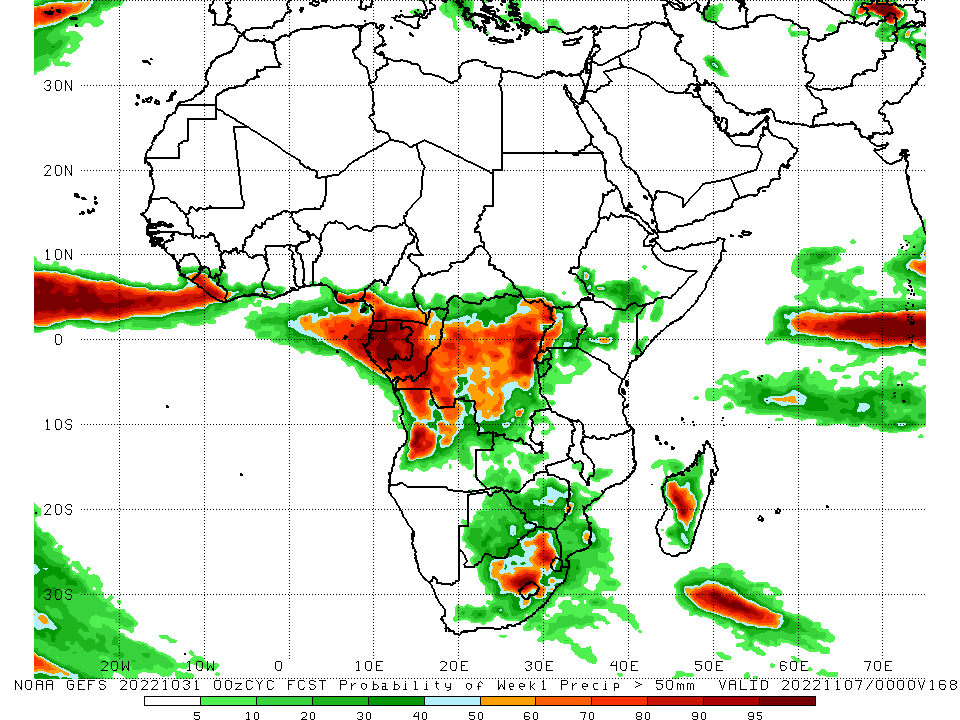 30N
20N
10N
0
10S
20S
30S
20W 10W 0 10E 20E 30E 40E 50E 60E 70E
NOAA GEFS 20221031 00zCYC FCST Probability of Week1 Precip > 50mm VALID 20221107/0000V168
5 10 20 30 40 50 60 70 80 90 95